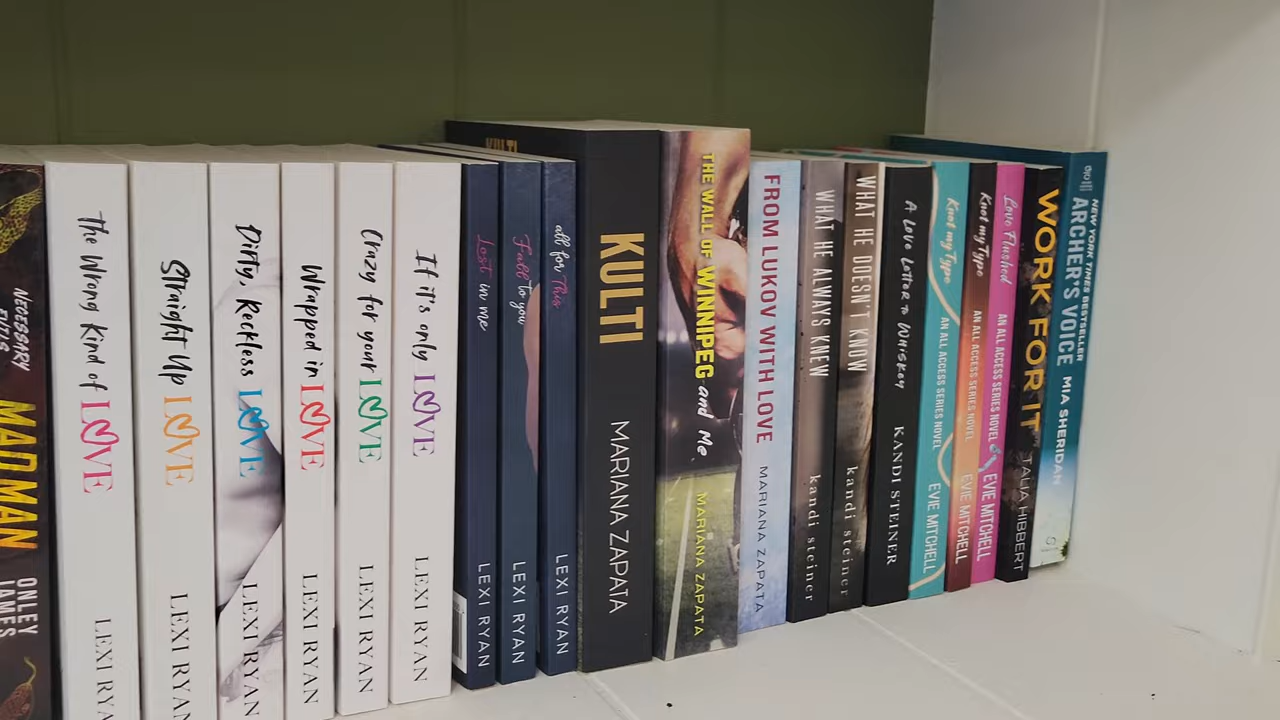 NECESSARY
EVILS
MAD MAN
ONLEY
JAMES
The Wrong Kind of LOVE
LEXI RYA
Straight Up LOVE
LEXI RYAN
Dirty, Reckless LOVE
LEXI RYAN
Wrapped in LOVE
LEXI RYAN
Crazy for your LOVE
LEXI RYAN
If it's only LOVE
LEXI RYAN
Lost in me
LEXI RYAN
Fall to you
LEXI RYAN
all for This
LEXI RYAN
KULTI
KULTI
MARIANA ZAPATA
THE WALL OF WINNIPEG and Me
MARIANA ZAPATA
FROM LUKOV WITH LOVE
MARIANA ZAPATA
WHAT HE ALWAYS KNEW
kandi steiner
WHAT HE DOESN'T KNOW
kandi steiner
A Love Letter to Whiskey
KANDI STEINER
Knot my Type
AN ALL ACCESS SERIES NOVEL
EVIE MITCHELL
Knot my Type
AN ALL ACCESS SERIES NOVEL
EVIE MITCHELL
Love Flushed
AN ALL ACCESS SERIES NOVEL
EVIE MITCHELL
WORK FOR IT
TALIA HIBBERT
NEW YORK TIMES BESTSELLER
ARCHER'S VOICE
MIA SHERIDAN